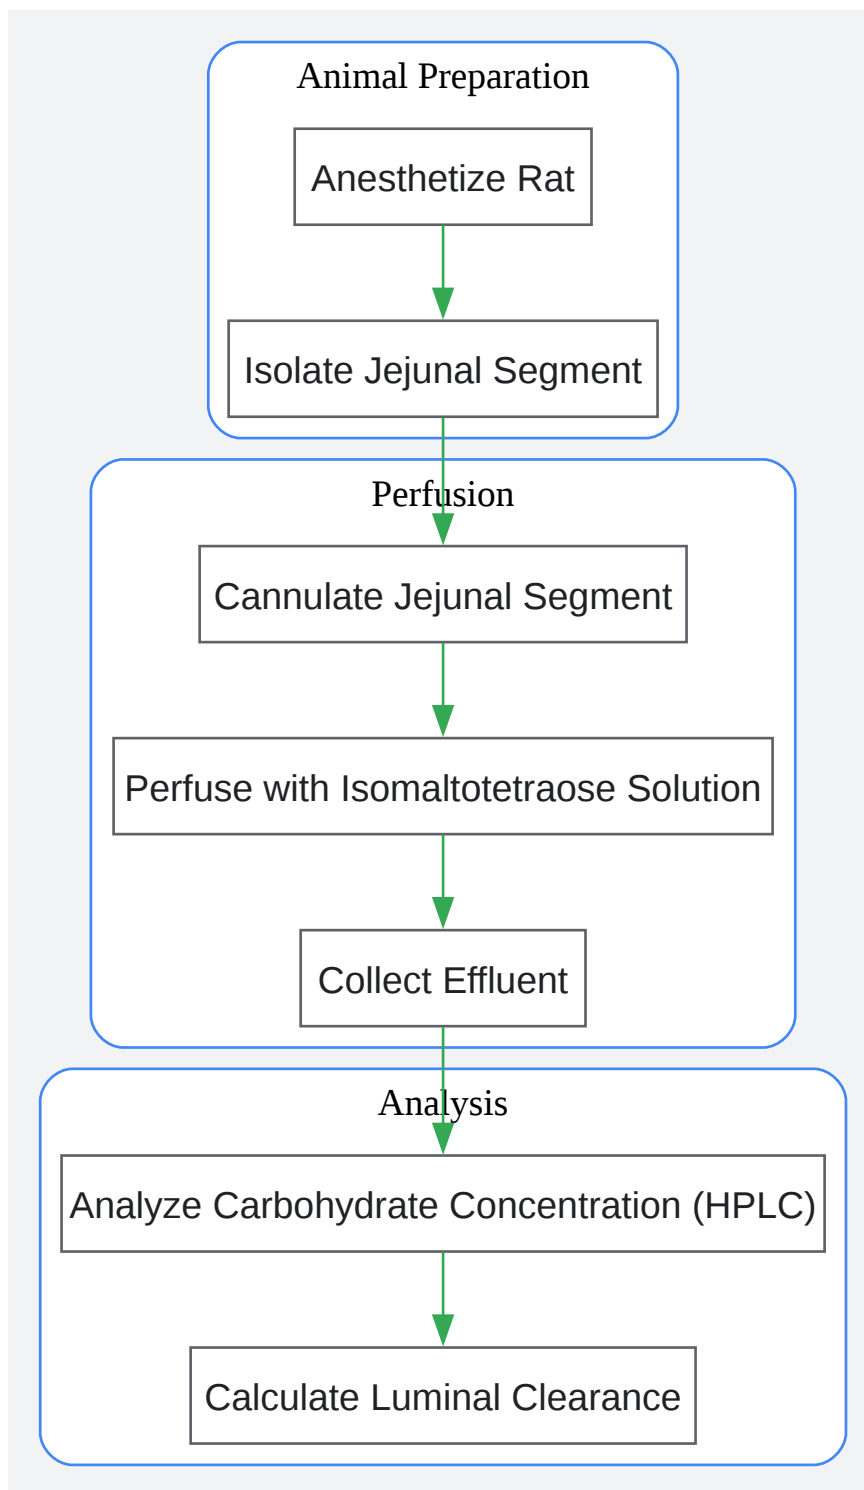 Animal Preparation
Anesthetize Rat
Isolate Jejunal Segment
Perfusion
Cannulate Jejunal Segment
Perfuse with Isomaltotetraose Solution
Collect Effluent
Analysis
Analyze Carbohydrate Concentration (HPLC)
Calculate Luminal Clearance